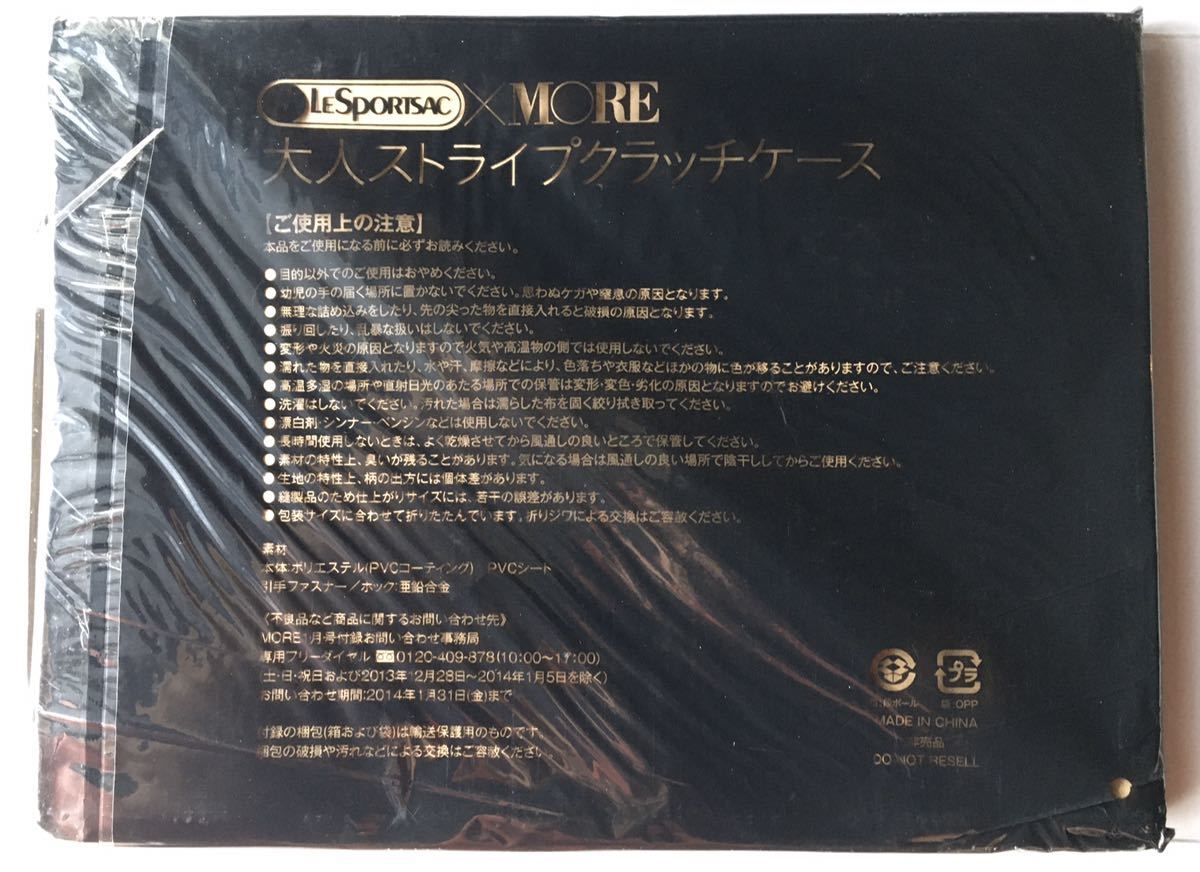 LESPORTSAC×MORE
大人ストライプクラッチケース
【ご使用上の注意】
本品をご使用になる前に必ずお読みください。
●目的以外でのご使用はおやめください。
●幼児の手の届く場所に置かないでください。思わぬケガや窒息の原因となります。
●無理な詰め込みをしたり、先の尖った物を直接入れると破損の原因となります。
●振り回したり、乱暴な扱いはしないでください。
●変形や火災の原因となりますので火気や高温物の側では使用しないでください。
●濡れた物を直接入れたり、水や汗、摩擦などにより、色落ちや衣服などほかの物に色が移ることがありますので、ご注意ください。
●高温多湿の場所や直射日光のあたる場所での保管は変形・変色・劣化の原因となりますのでお避けください。
●洗濯はしないでください。汚れた場合は濡らした布を固く絞り拭き取ってください。
●漂白剤・シンナー・ベンジンなどは使用しないでください。
●長時間使用しないときは、よく乾燥させてから風通しの良いところで保管してください。
●素材の特性上、臭いが残ることがあります。気になる場合は風通しの良い場所で陰干ししてからご使用ください。
●生地の特性上、柄の出方には個体差があります。
●縫製品のため仕上がりサイズには、若干の誤差があります。
●包装サイズに合わせて折りたたんでいます。折りジワによる交換はご容赦ください。
素材
本体:ポリエステル(PVCコーティング) PVCシート
引手ファスナー/ホック:亜鉛合金
《不良品など商品に関するお問い合わせ先》
MORE1月号付録お問い合わせ事務局
専用フリーダイヤル 0120-409-878(10:00〜17:00)
(土・日・祝日および2013年12月28日〜2014年1月5日を除く)
お問い合わせ期間:2014年1月31日(金)まで
付録の梱包(箱および袋)は輸送保護用のものです。
梱包の破損や汚れなどによる交換はご容赦ください。
プラ
箱:段ボール 袋:OPP
MADE IN CHINA
非売品
DO NOT RESELL